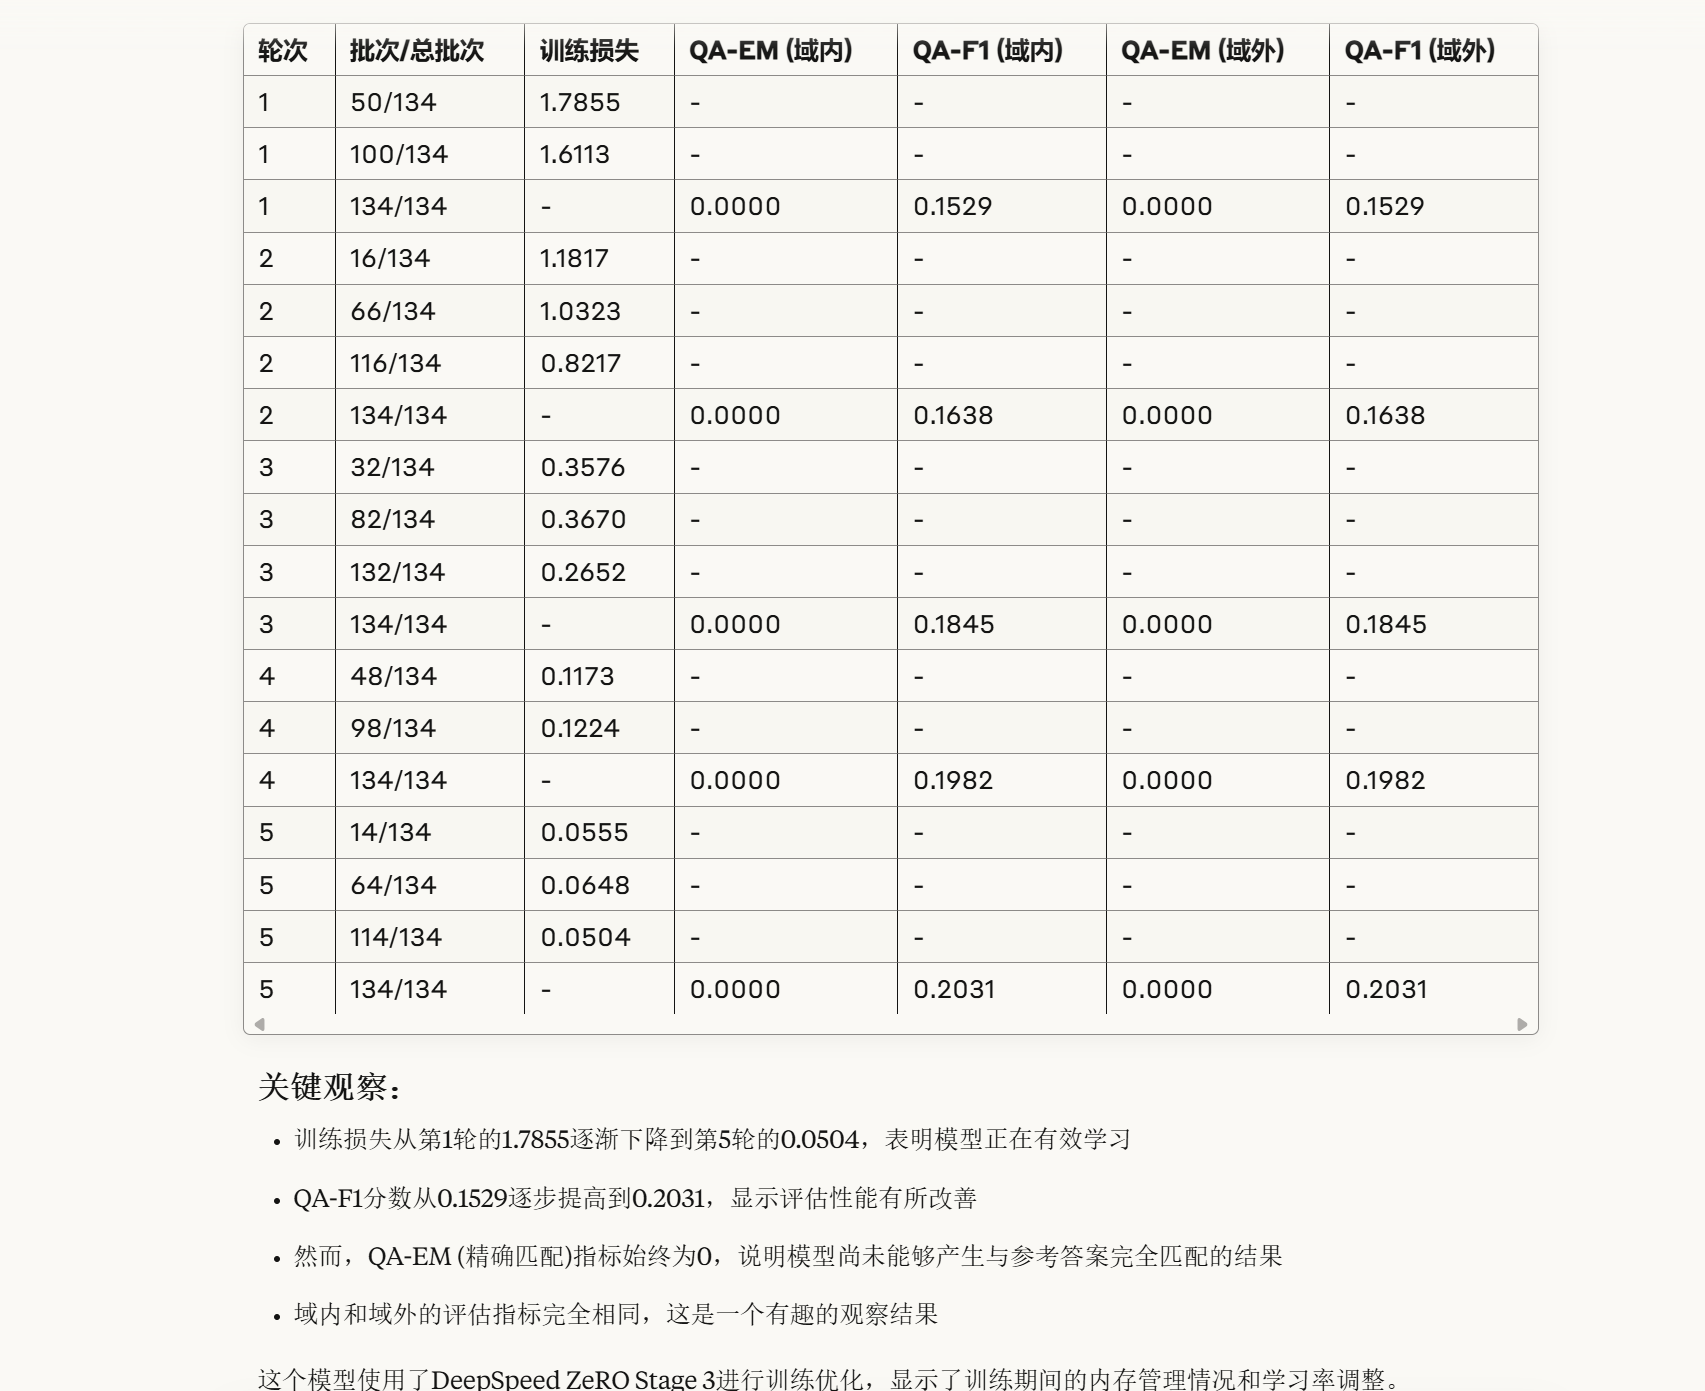 轮次 批次/总批次 训练损失 QA-EM (域内) QA-F1 (域内) QA-EM (域外) QA-F1 (域外)
1 50/134 1.7855 - - - -
1 100/134 1.6113 - - - -
1 134/134 - 0.0000 0.1529 0.0000 0.1529
2 16/134 1.1817 - - - -
2 66/134 1.0323 - - - -
2 116/134 0.8217 - - - -
2 134/134 - 0.0000 0.1638 0.0000 0.1638
3 32/134 0.3576 - - - -
3 82/134 0.3670 - - - -
3 132/134 0.2652 - - - -
3 134/134 - 0.0000 0.1845 0.0000 0.1845
4 48/134 0.1173 - - - -
4 98/134 0.1224 - - - -
4 134/134 - 0.0000 0.1982 0.0000 0.1982
5 14/134 0.0555 - - - -
5 64/134 0.0648 - - - -
5 114/134 0.0504 - - - -
5 134/134 - 0.0000 0.2031 0.0000 0.2031
关键观察：
• 训练损失从第1轮的1.7855逐渐下降到第5轮的0.0504，表明模型正在有效学习
• QA-F1分数从0.1529逐步提高到0.2031，显示评估性能有所改善
• 然而，QA-EM (精确匹配)指标始终为0，说明模型尚未能够产生与参考答案完全匹配的结果
• 域内和域外的评估指标完全相同，这是一个有趣的观察结果
这个模型使用了DeepSpeed ZeRO Stage 3进行训练优化，显示了训练期间的内存管理情况和学习率调整。